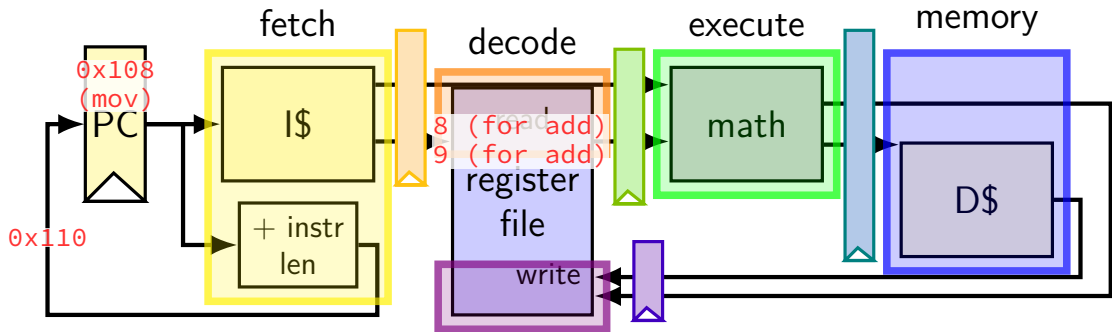 fetch
decode
execute
memory
0x108
(mov)
PC
I$
read
8 (for add)
9 (for add)
math
register
file
D$
0x110
+ instr
len
write